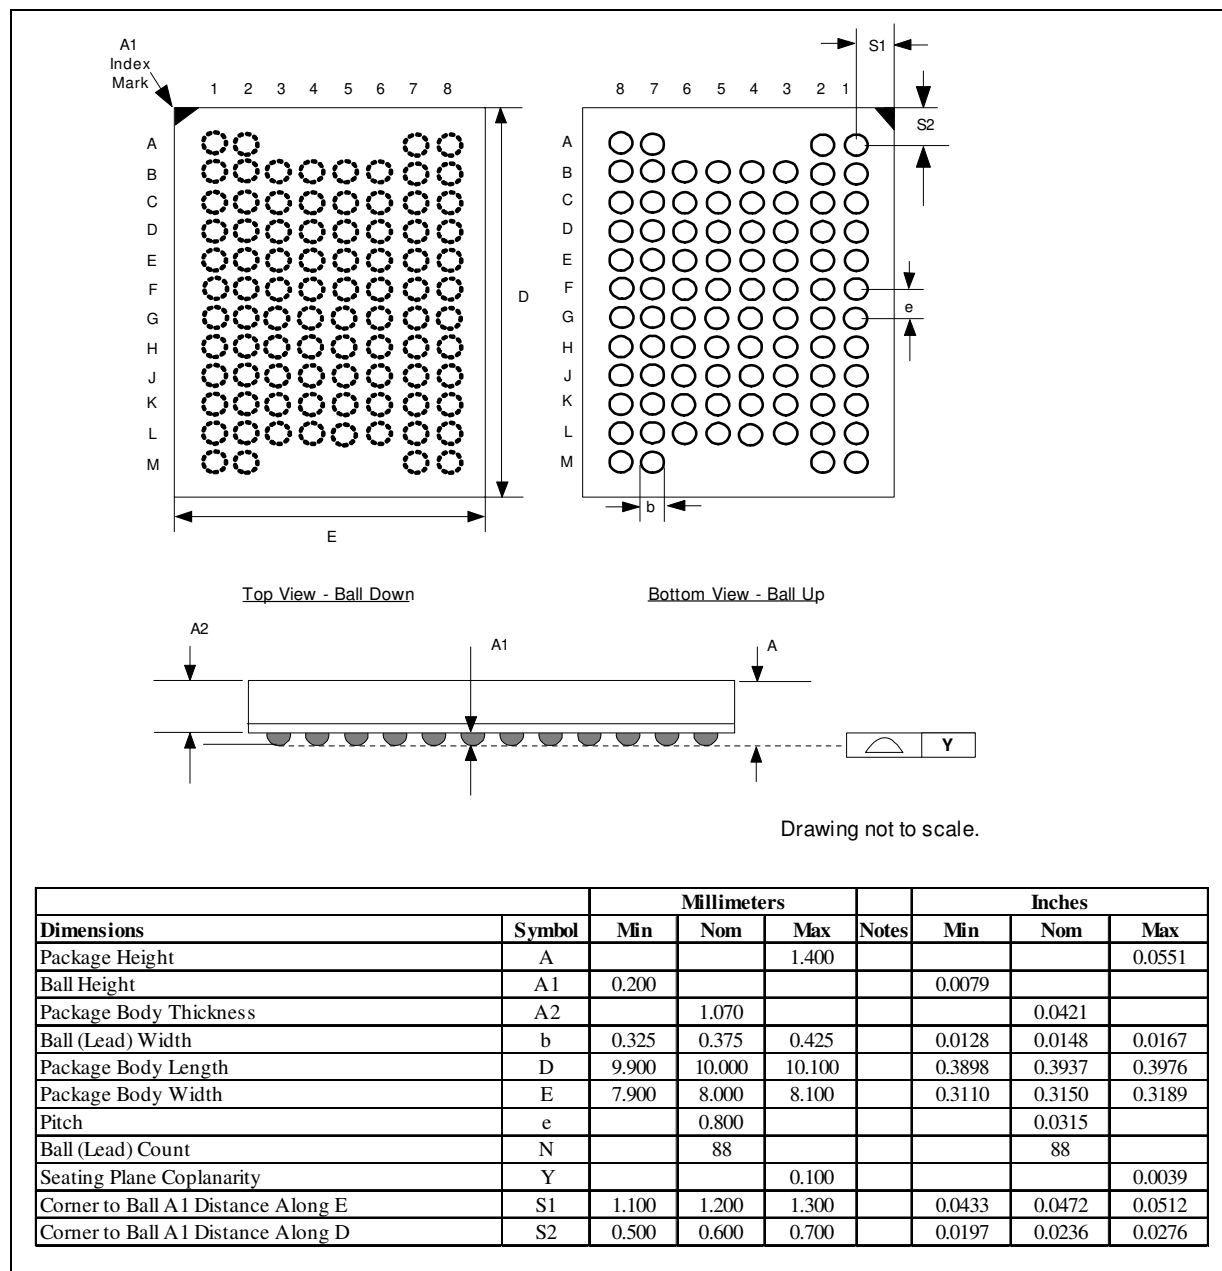 A1
Index
Mark
1 2 3 4 5 6 7 8
8 7 6 5 4 3 2 1
S1
S2
A A
B B
C C
D D
E E
F F
G G
H H
J J
K K
L L
M M
D
e
b
E
Top View - Ball Down
Bottom View - Ball Up
A2
A1
A
Y
Drawing not to scale.
Millimeters Inches
Dimensions Symbol Min Nom Max Notes Min Nom Max
Package Height A 1.400 0.0551
Ball Height A1 0.200 0.0079
Package Body Thickness A2 1.070 0.0421
Ball (Lead) Width b 0.325 0.375 0.425 0.0128 0.0148 0.0167
Package Body Length D 9.900 10.000 10.100 0.3898 0.3937 0.3976
Package Body Width E 7.900 8.000 8.100 0.3110 0.3150 0.3189
Pitch e 0.800 0.0315
Ball (Lead) Count N 88 88
Seating Plane Coplanarity Y 0.100 0.0039
Corner to Ball A1 Distance Along E S1 1.100 1.200 1.300 0.0433 0.0472 0.0512
Corner to Ball A1 Distance Along D S2 0.500 0.600 0.700 0.0197 0.0236 0.0276